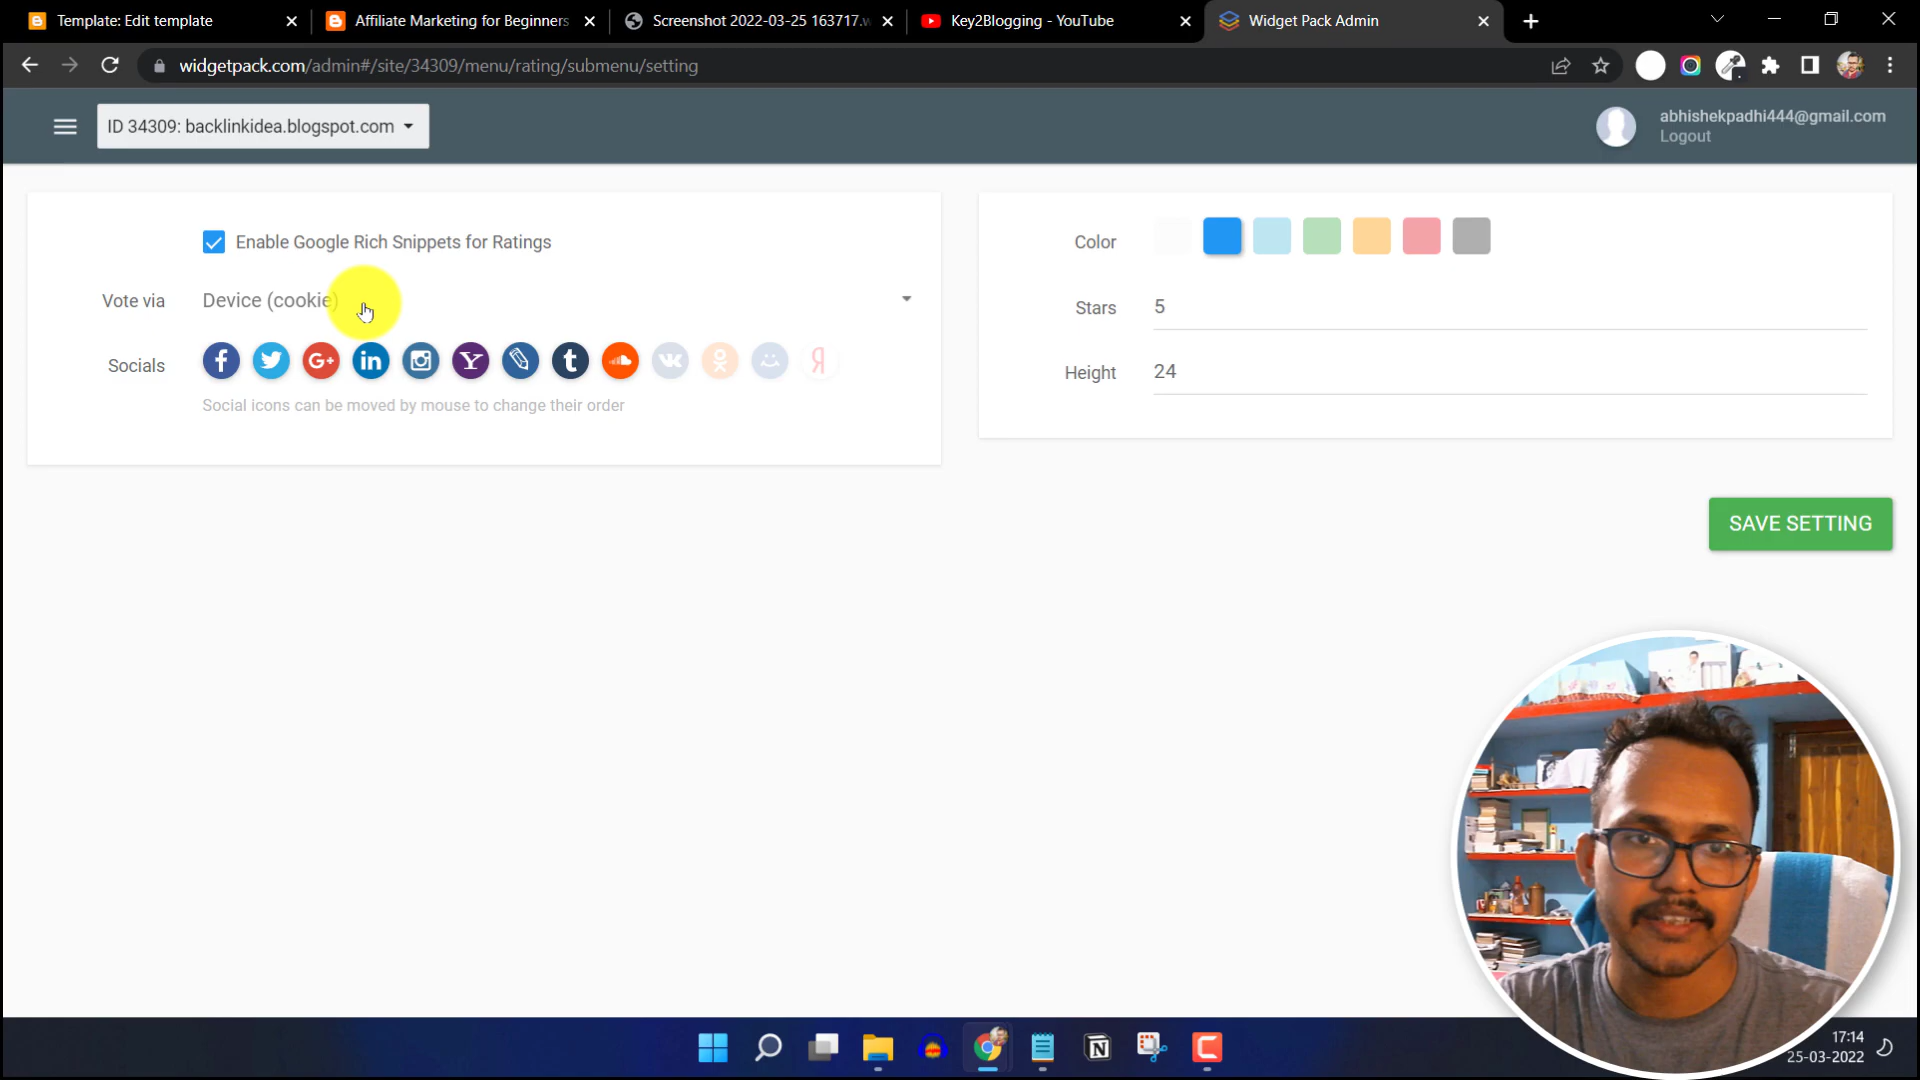 Template: Edit template
Affiliate Marketing for Beginners
Screenshot 2022-03-25 163717.w
Key2Blogging - YouTube
Widget Pack Admin
widgetpack.com/admin#/site/34309/menu/rating/submenu/setting
ID 34309: backlinkidea.blogspot.com
abhishekpadhi444@gmail.com
Logout
Enable Google Rich Snippets for Ratings
Vote via Device (cookie)
Socials
Social icons can be moved by mouse to change their order
Color
Stars 5
Height 24
SAVE SETTING
17:14
25-03-2022